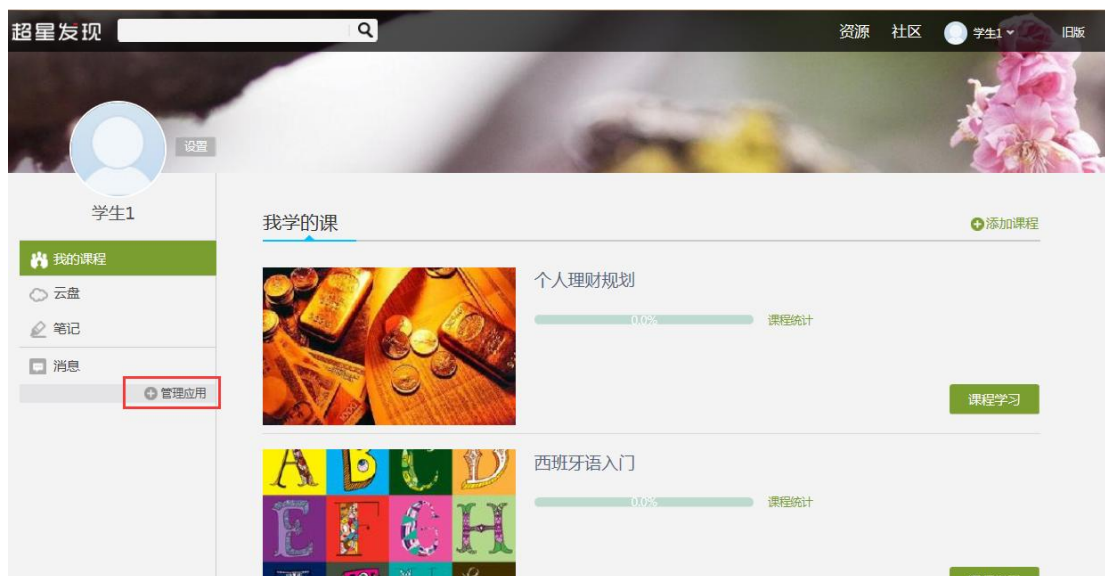 超星发现
资源 社区 学生1 旧版
设置
学生1
我的课程
云盘
笔记
消息
管理应用
我学的课
添加课程
个人理财规划
0.0%
课程统计
课程学习
A B C D
E F G H
西班牙语入门
0.0%
课程统计